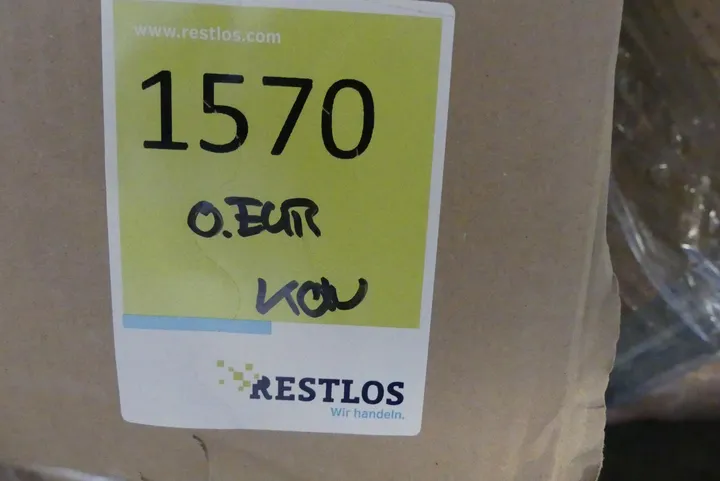 www.restlos.com
1570
O.EUR
KON
RESTLOS
Wir handeln.